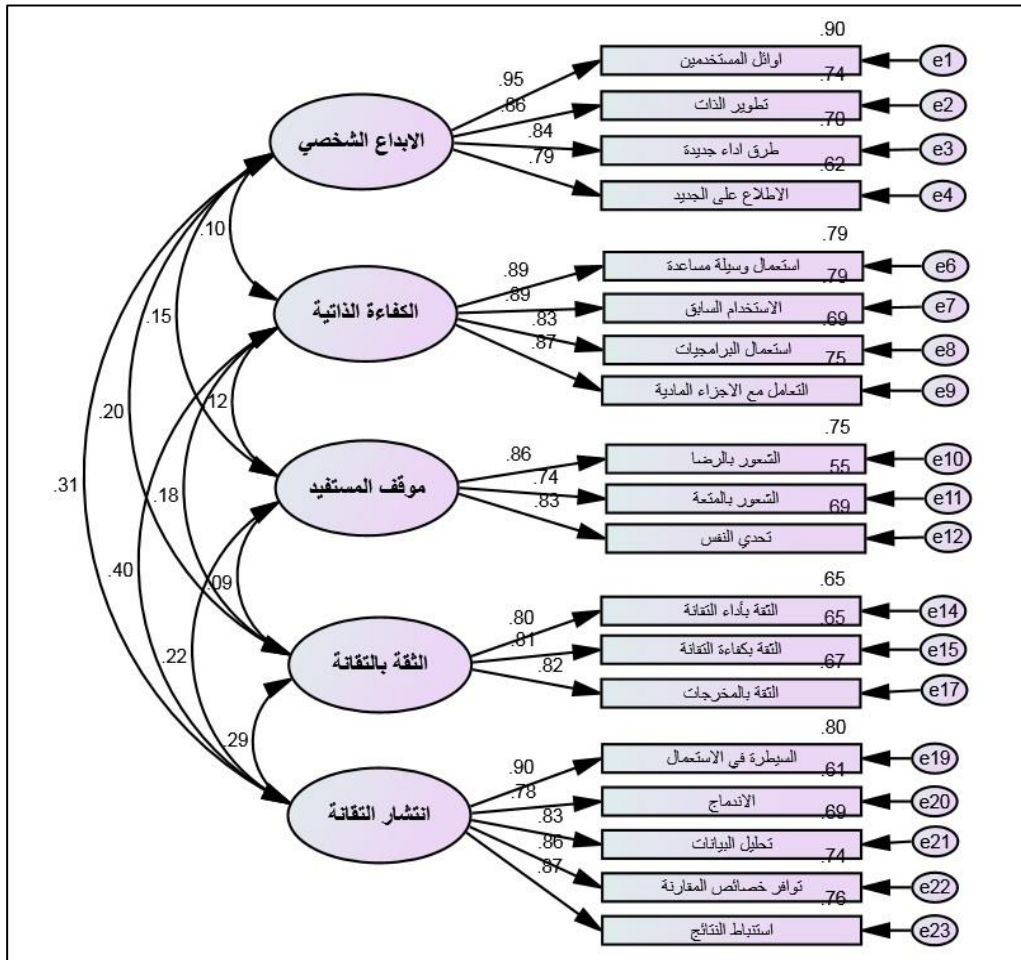 .90
اوائل المستخدمين
e1
.95
.74
تطوير الذات
e2
.86
.70
طرق اداء جديدة
e3
.84
.62
الاطلاع على الجديد
e4
.79
الابداع الشخصي
.10
.79
استعمال وسيلة مساعدة
e6
.89
.79
الاستخدام السابق
e7
.89
.69
استعمال البرامجيات
e8
.83
.75
التعامل مع الاجزاء المادية
e9
.87
الكفاءة الذاتية
.15
.12
.20
.75
الشعور بالرضا
e10
.86
.55
الشعور بالمتعة
e11
.74
.69
تحدي النفس
e12
.83
موقف المستفيد
.31
.18
.40
.09
.65
الثقة بأداء التقانة
e14
.80
.65
الثقة بكفاءة التقانة
e15
.81
.67
الثقة بالمخرجات
e17
.82
الثقة بالتقانة
.22
.29
.80
السيطرة في الاستعمال
e19
.90
.61
الاندماج
e20
.78
.69
تحليل البيانات
e21
.83
.74
توافر خصائص المقارنة
e22
.86
.76
استنباط النتائج
e23
.87
انتشار التقانة